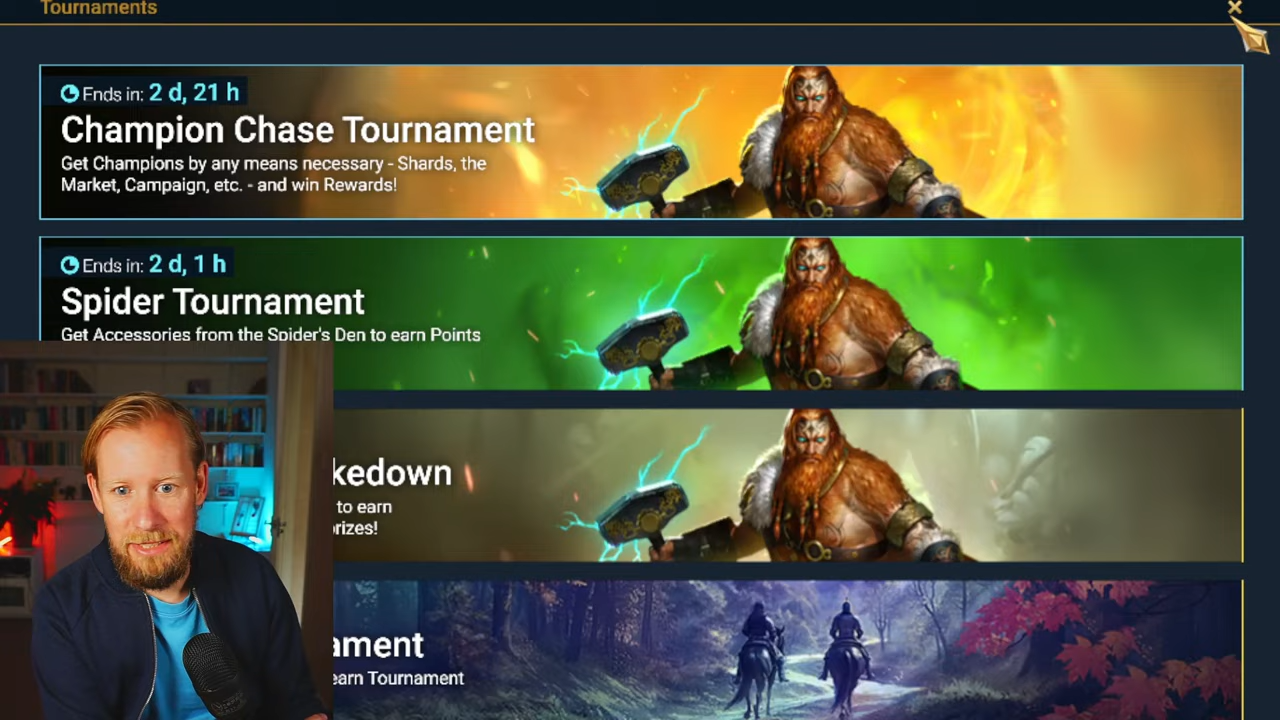 Tournaments
Ends in: 2 d, 21 h
Champion Chase Tournament
Get Champions by any means necessary - Shards, the
Market, Campaign, etc. - and win Rewards!
Ends in: 2 d, 1 h
Spider Tournament
Get Accessories from the Spider's Den to earn Points
kedown
to earn
rizes!
ament
earn Tournament